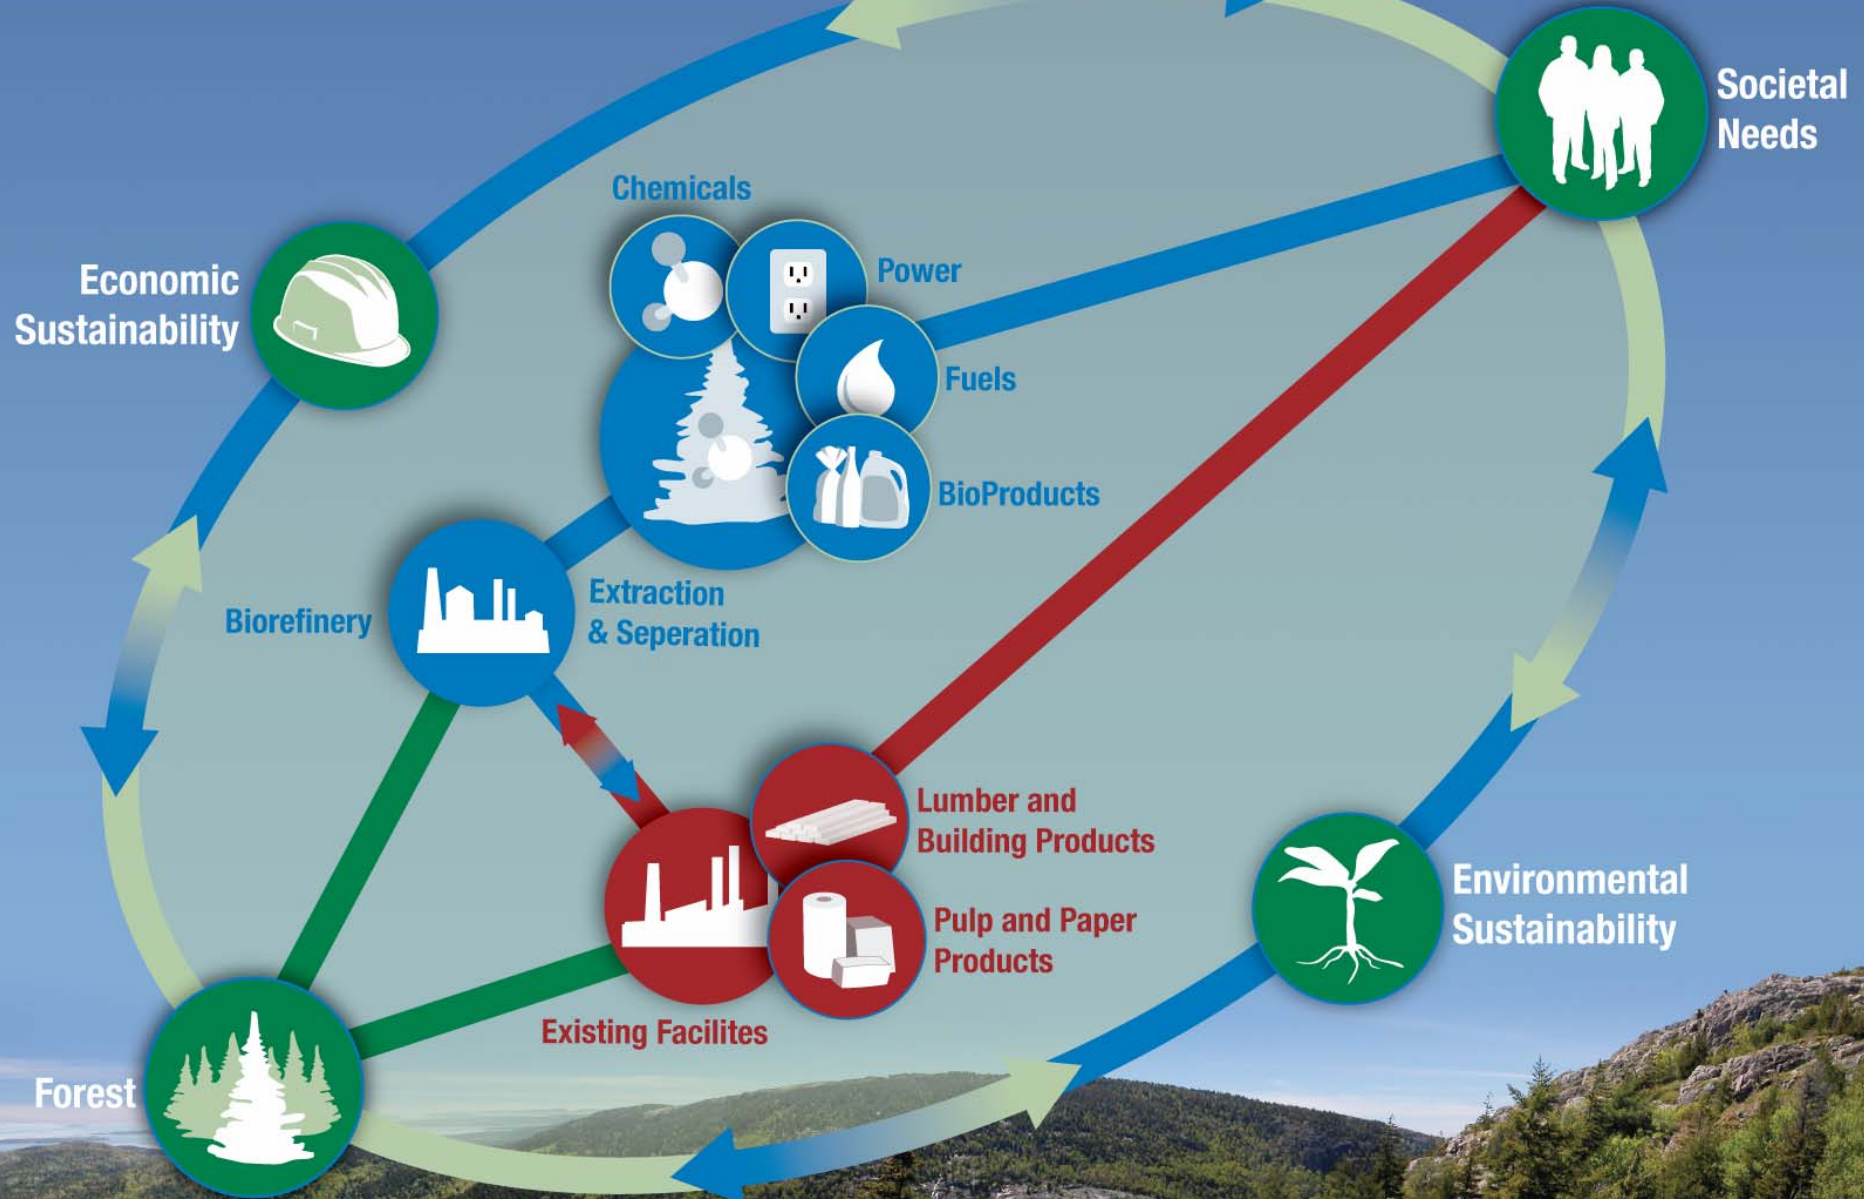 Societal
Needs
Chemicals
Economic
Sustainability
Power
Fuels
BioProducts
Biorefinery
Extraction
& Seperation
Lumber and
Building Products
Environmental
Sustainability
Pulp and Paper
Products
Existing Facilites
Forest